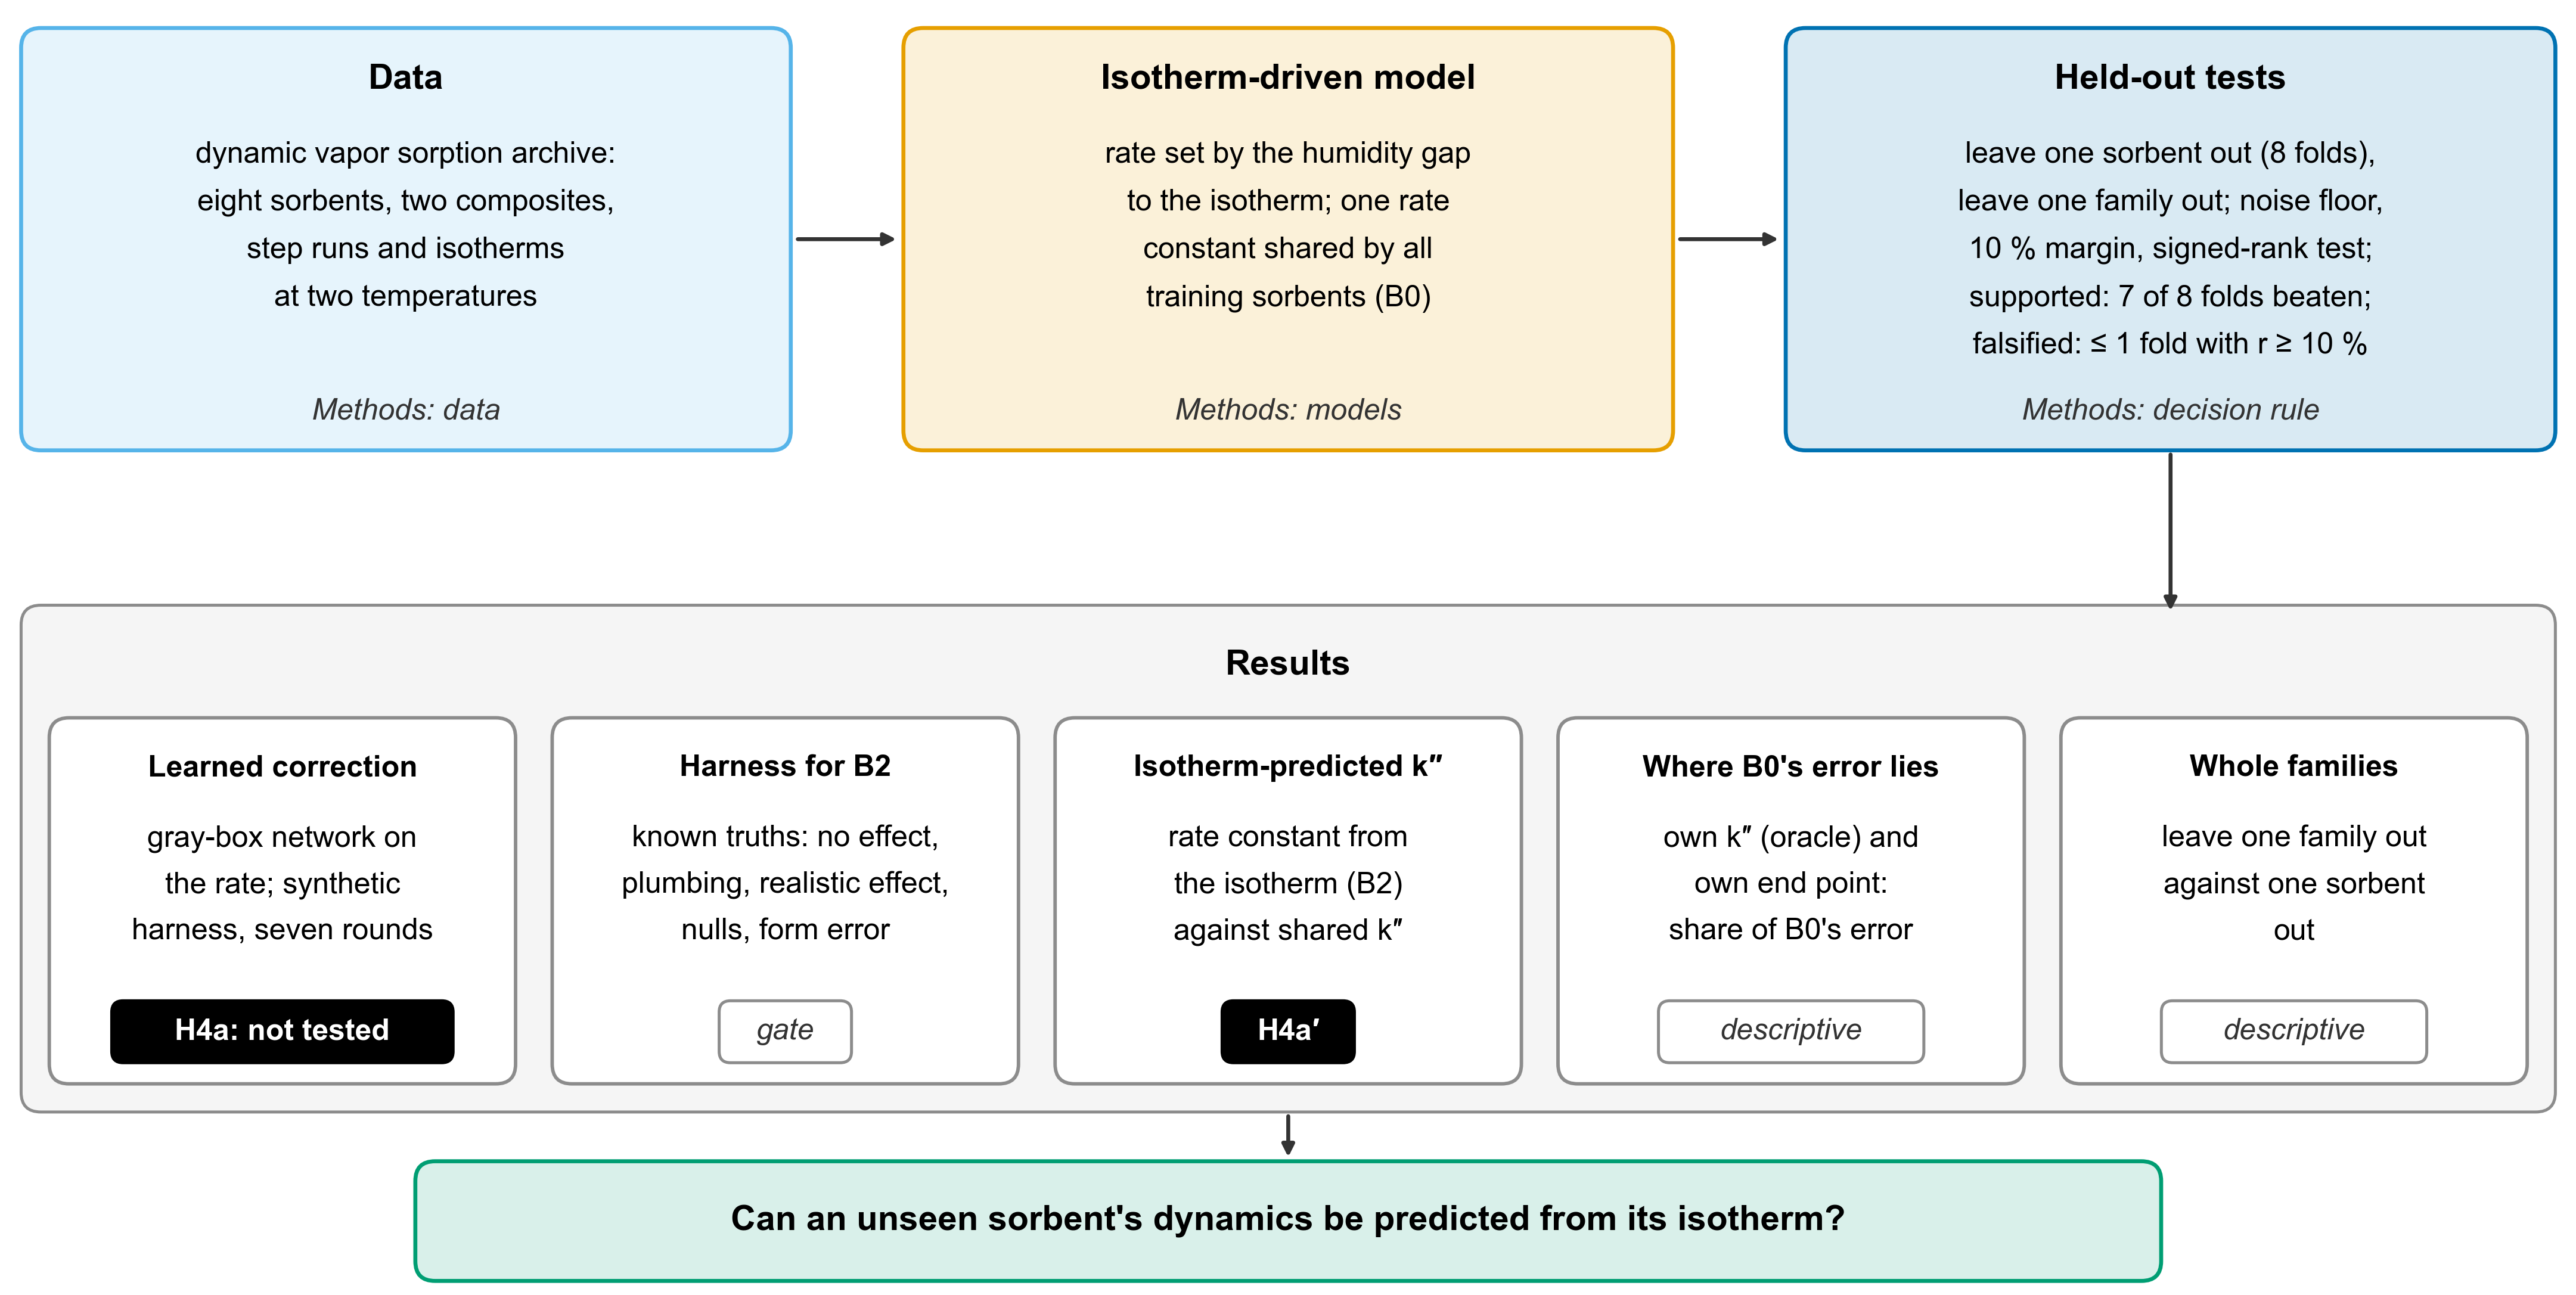 Data
dynamic vapor sorption archive:
eight sorbents, two composites,
step runs and isotherms
at two temperatures
Methods: data
Isotherm-driven model
rate set by the humidity gap
to the isotherm; one rate
constant shared by all
training sorbents (B0)
Methods: models
Held-out tests
leave one sorbent out (8 folds),
leave one family out; noise floor,
10 % margin, signed-rank test;
supported: 7 of 8 folds beaten;
falsified: ≤ 1 fold with r ≥ 10 %
Methods: decision rule
Results
Learned correction
gray-box network on
the rate; synthetic
harness, seven rounds
H4a: not tested
Harness for B2
known truths: no effect,
plumbing, realistic effect,
nulls, form error
gate
Isotherm-predicted k″
rate constant from
the isotherm (B2)
against shared k″
H4a′
Where B0's error lies
own k″ (oracle) and
own end point:
share of B0's error
descriptive
Whole families
leave one family out
against one sorbent
out
descriptive
Can an unseen sorbent's dynamics be predicted from its isotherm?